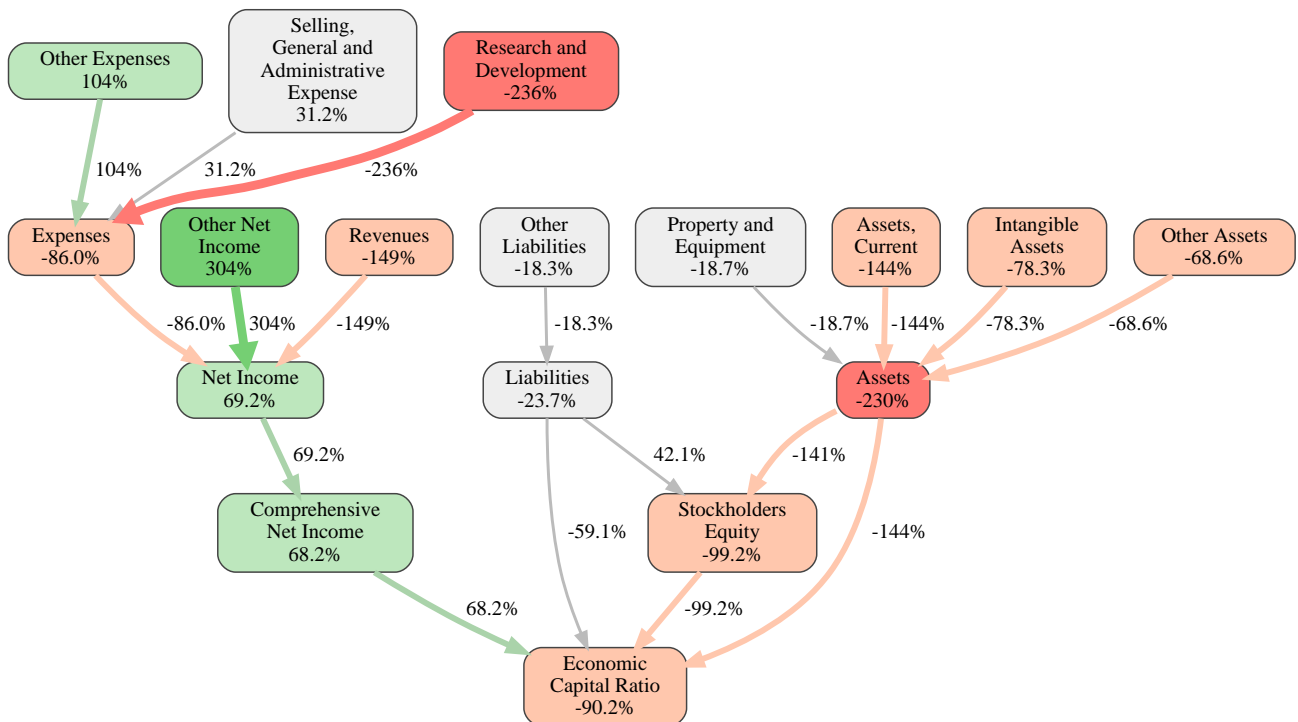 Selling,
General and
Administrative
Expense
31.2%
Other Expenses
104%
Research and
Development
-236%
104%
31.2%
-236%
Expenses
-86.0%
Other Net
Income
304%
Revenues
-149%
Other
Liabilities
-18.3%
Property and
Equipment
-18.7%
Assets,
Current
-144%
Intangible
Assets
-78.3%
Other Assets
-68.6%
-86.0%
304%
-149%
-18.3%
-18.7%
-144%
-78.3%
-68.6%
Net Income
69.2%
Liabilities
-23.7%
Assets
-230%
69.2%
42.1%
-141%
Comprehensive
Net Income
68.2%
-59.1%
Stockholders
Equity
-99.2%
-144%
68.2%
-99.2%
Economic
Capital Ratio
-90.2%